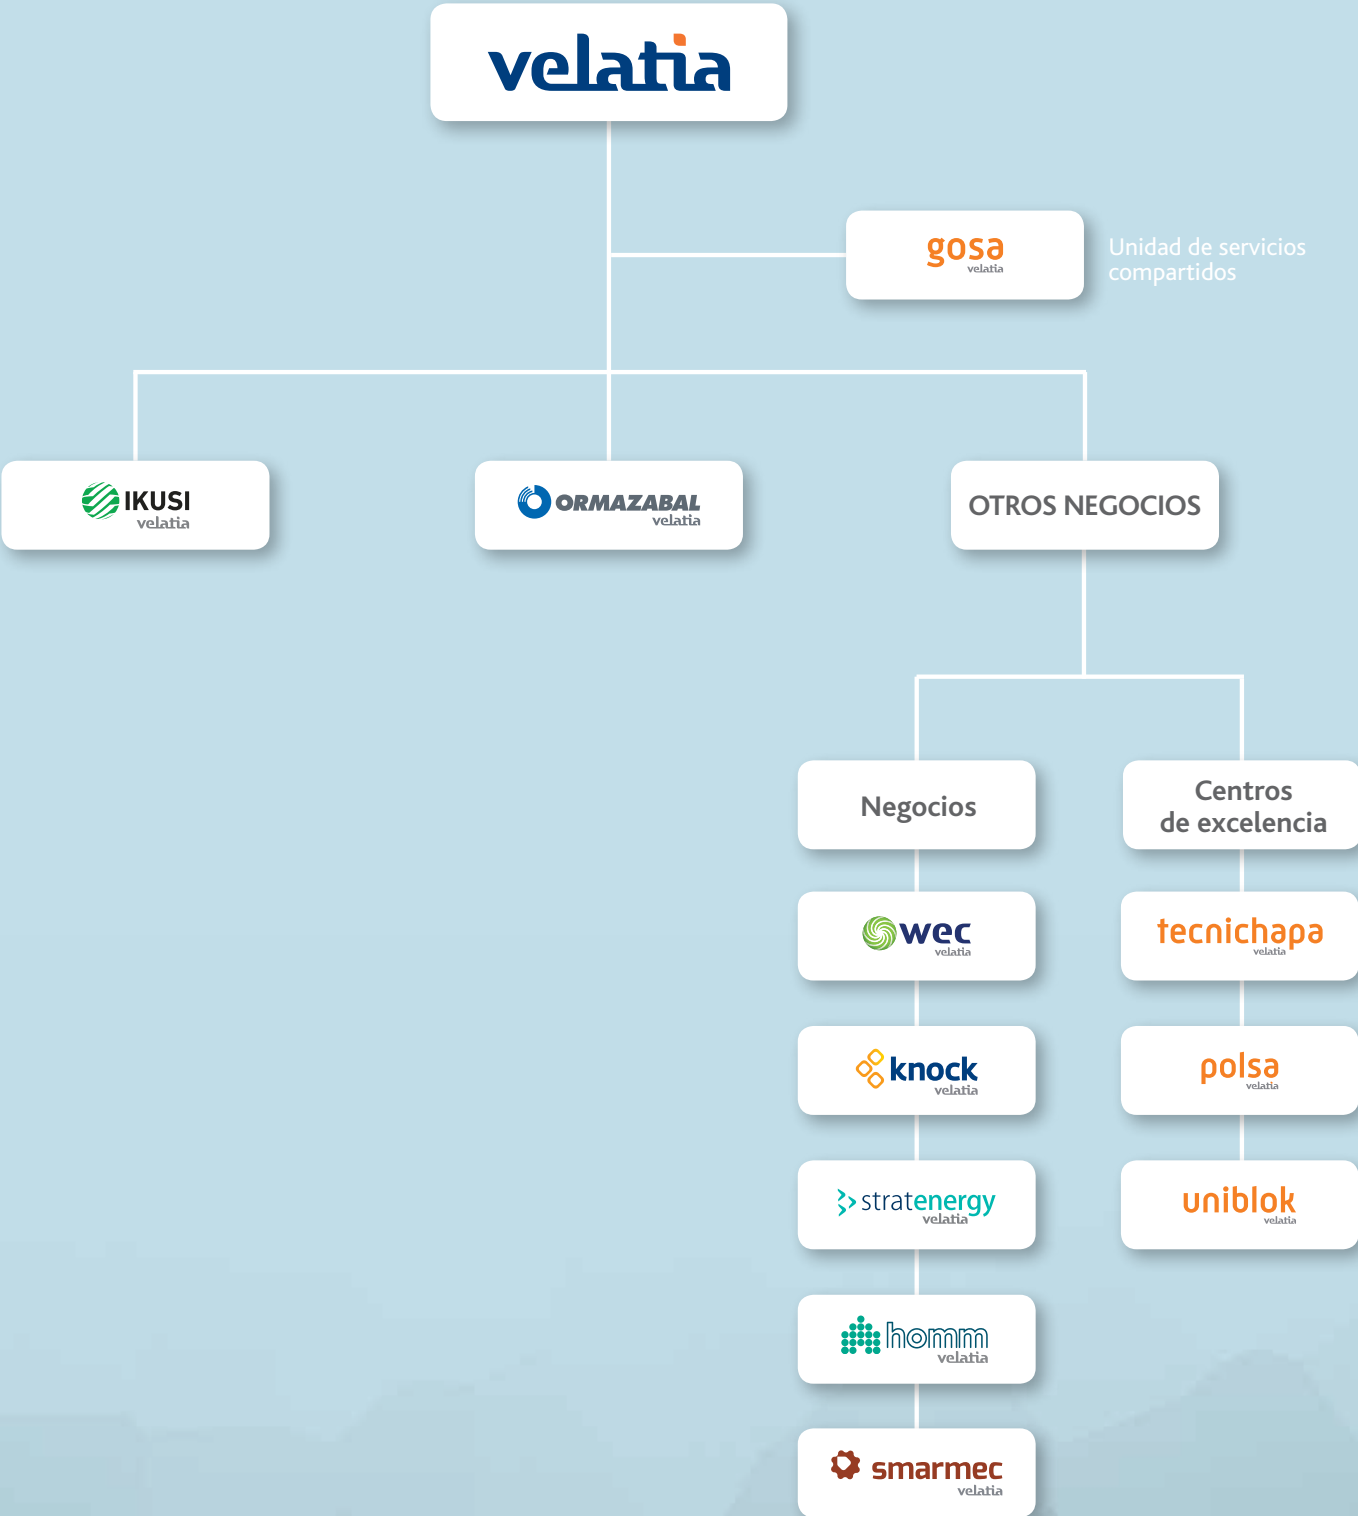 velatia
gosa
velatia
Unidad de servicios
compartidos
IKUSI
velatia
ORMAZABAL
velatia
OTROS NEGOCIOS
Negocios
Centros
de excelencia
wec
velatia
tecnichapa
velatia
knock
velatia
polsa
velatia
stratenergy
velatia
uniblok
velatia
homm
velatia
smarmec
velatia